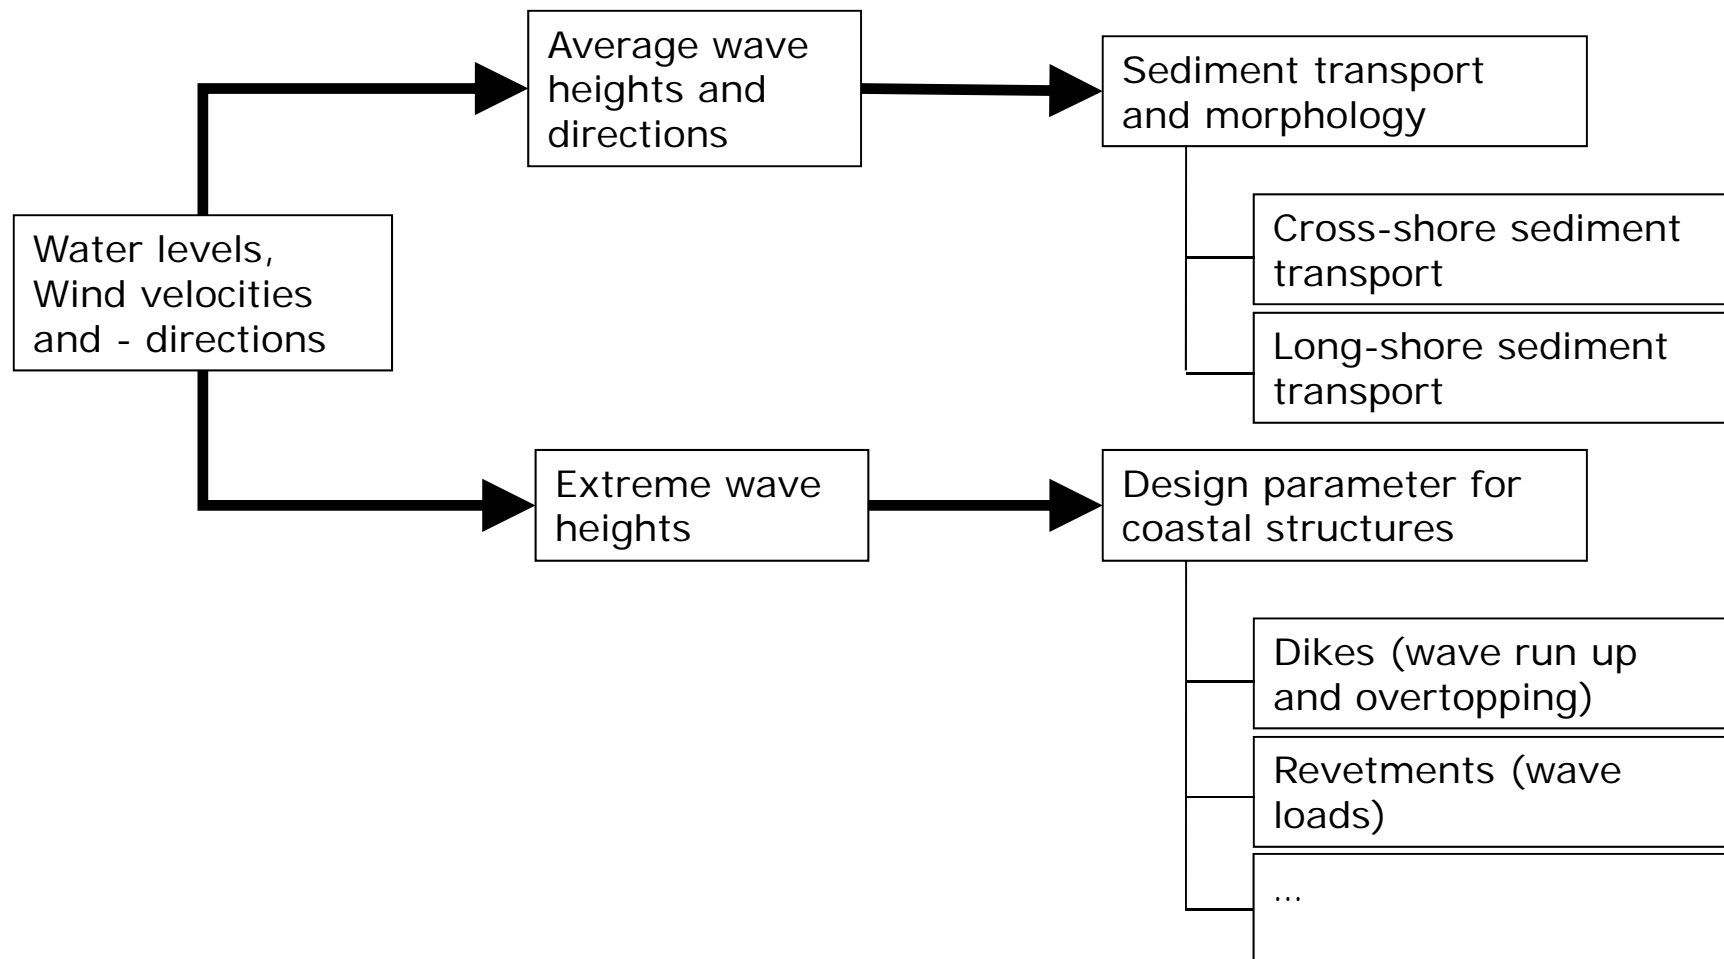 Average wave
heights and
directions
Sediment transport
and morphology
Cross-shore sediment
transport
Water levels,
Wind velocities
and - directions
Long-shore sediment
transport
Extreme wave
heights
Design parameter for
coastal structures
Dikes (wave run up
and overtopping)
Revetments (wave
loads)
...